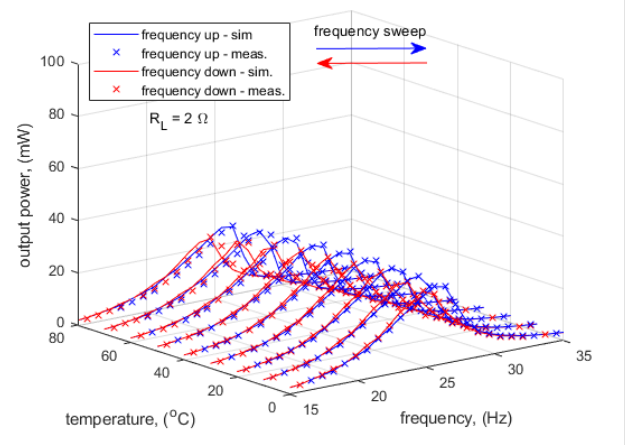 frequency sweep
frequency up - sim
frequency up - meas.
frequency down - sim.
frequency down - meas.
R_L = 2 Ω
100
80
60
40
20
0
output power, (mW)
80
60
40
20
0
temperature, (°C)
15
20
25
30
35
frequency, (Hz)